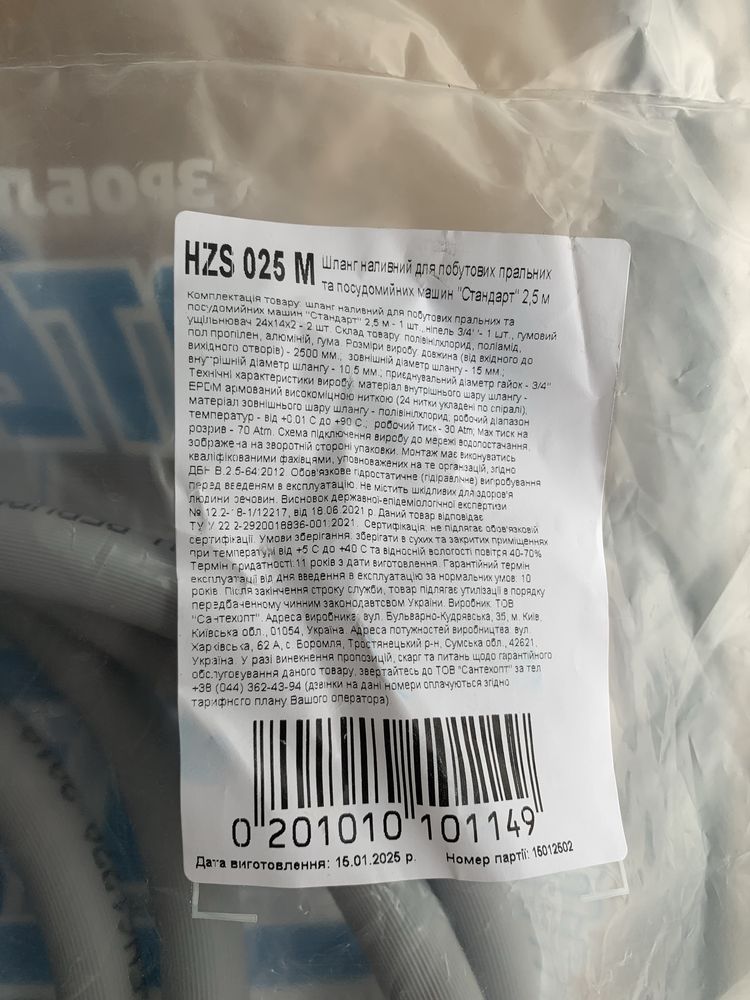 HZS 025 M Шланг наливний для побутових пральних
та посудомийних машин "Стандарт" 2,5 м
Комплектація товару: шланг наливний для побутових пральних та
посудомийних машин "Стандарт" 2,5 м - 1 шт., ніпель 3/4" - 1 шт., гумовий
ущільнювач 24х14х2 - 2 шт. Склад товару: полівінілхлорид, поліамід,
поліпропілен, алюміній, гума. Розміри виробу: довжина (від вхідного до
вихідного отворів) - 2500 мм.; зовнішній діаметр шлангу - 15 мм.;
внутрішній діаметр шлангу - 10,5 мм.; приєднувальний діаметр гайок - 3/4"
Технічні характеристики виробу: матеріал внутрішнього шару шлангу -
EPDM армований високоміцною ниткою (24 нитки укладені по спіралі),
матеріал зовнішнього шару шлангу - полівінілхлорид; робочий діапазон
температур - від +0,01 С до +90 С.; робочий тиск - 30 Atm; Мах тиск на
розрив - 70 Atm. Схема підключення виробу до мережі водопостачання
зображена на зворотній стороні упаковки. Монтаж має виконуватись
кваліфікованими фахівцями, уповноважених на те організацій, згідно
ДБН В.2.5-64:2012. Обов'язкове гідростатичне (гідравлічне) випробування
перед введеням в експлуатацію. Не містить шкідливих для здоров'я
людини речовин. Висновок державної-епідеміологічної експертизи
№ 12.2-18-1/12217, від 18.06.2021 р. Даний товар відповідає
ТУ У 22.2-2920018836-001:2021. Сертифікація: не підлягає обов'язковій
сертифікації. Умови зберігання: зберігати в сухих та закритих приміщеннях
при температурі від +5 С до +40 С та відносній вологості повітря 40-70%
Термін придатності:11 років з дати виготовлення. Гарантійний термін
експлуатації від дня введення в експлуатацію за нормальних умов: 10
років. Після закінчення строку служби, товар підлягає утилізації в порядку
передбаченному чинним законодавтсвом України. Виробник: ТОВ
"Сантехопт". Адреса виробника: вул. Бульварно-Кудрявська, 35, м. Київ,
Київська обл., 01054, Україна. Адреса потужностей виробництва: вул.
Харківська, 62 А, с. Боромля, Тростянецький р-н, Сумська обл., 42621,
Україна. У разі винекнення пропозицій, скарг та питань щодо гарантійного
обслуговування даного товару, звертайтесь до ТОВ "Сантехопт" за тел.
+38 (044) 362-43-94 (дзвінки на дані номери оплачуються згідно
тарифного плану Вашого оператора)
0 201010 101149
Дата виготовлення: 15.01.2025 р. Номер партії: 15012502